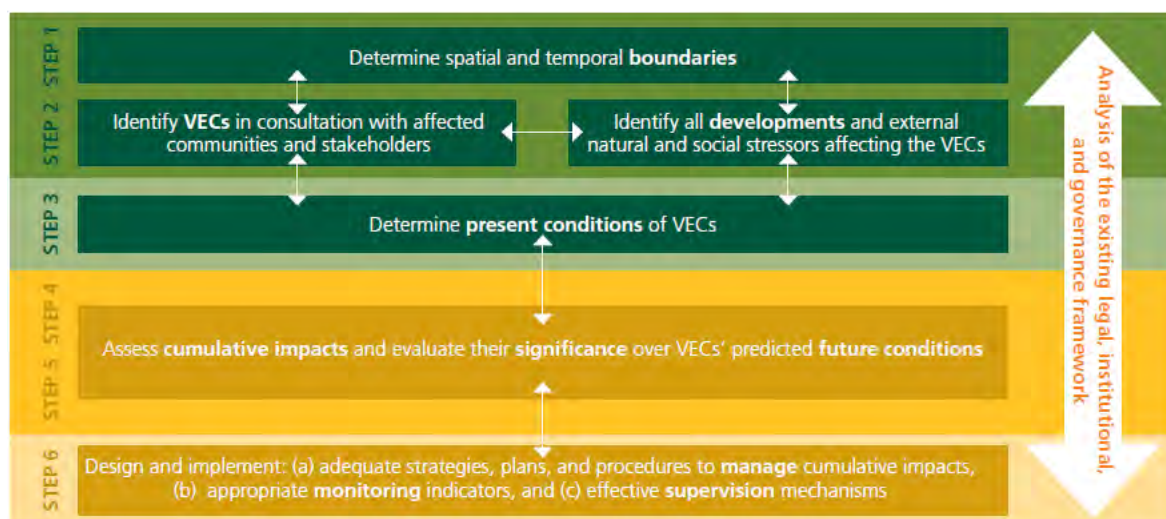 STEP 1
Determine spatial and temporal boundaries
STEP 2
Identify VECs in consultation with affected
communities and stakeholders
Identify all developments and external
natural and social stressors affecting the VECs
STEP 3
Determine present conditions of VECs
STEP 4
STEP 5
Assess cumulative impacts and evaluate their significance over VECs’ predicted future conditions
STEP 6
Design and implement: (a) adequate strategies, plans, and procedures to manage cumulative impacts,
(b) appropriate monitoring indicators, and (c) effective supervision mechanisms
Analysis of the existing legal, institutional,
and governance framework